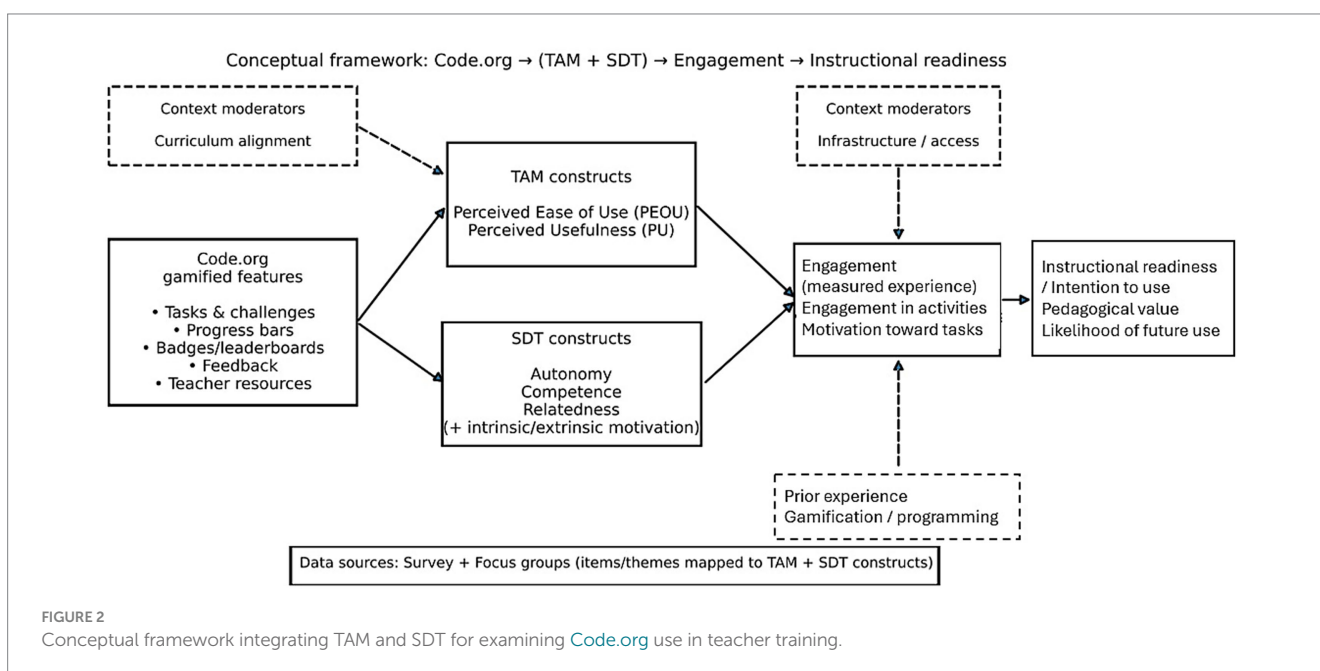 Conceptual framework: Code.org → (TAM + SDT) → Engagement → Instructional readiness
Context moderators
Curriculum alignment
Context moderators
Infrastructure / access
TAM constructs
Perceived Ease of Use (PEOU)
Perceived Usefulness (PU)
Code.org
gamified features
• Tasks & challenges
• Progress bars
• Badges/leaderboards
• Feedback
• Teacher resources
SDT constructs
Autonomy
Competence
Relatedness
(+ intrinsic/extrinsic motivation)
Engagement
(measured experience)
Engagement in activities
Motivation toward tasks
Instructional readiness
/ Intention to use
Pedagogical value
Likelihood of future use
Prior experience
Gamification / programming
Data sources: Survey + Focus groups (items/themes mapped to TAM + SDT constructs)
FIGURE 2
Conceptual framework integrating TAM and SDT for examining Code.org use in teacher training.